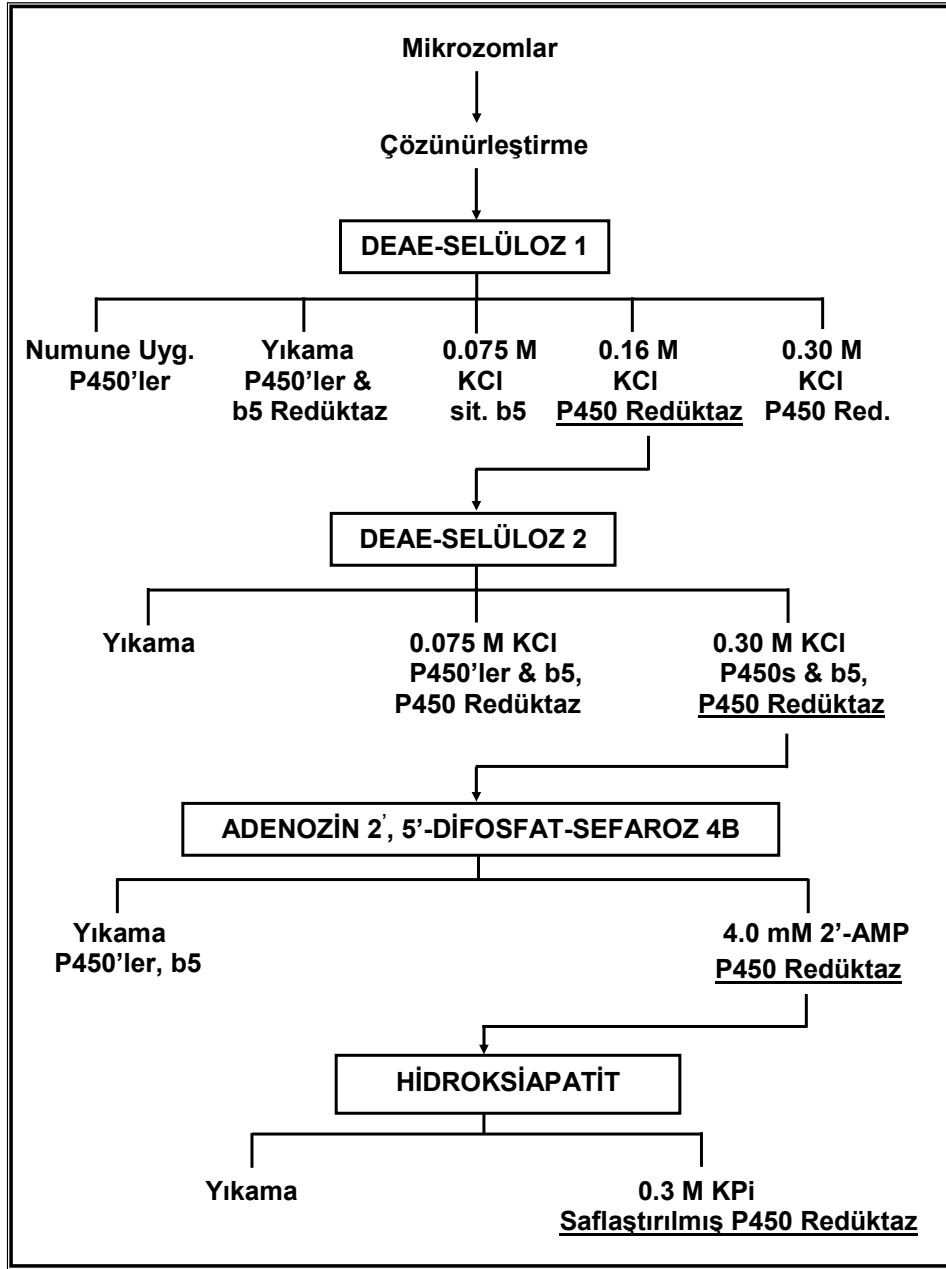 Mikrozomlar
Çözünürleştirme
DEAE-SELÜLOZ 1
Numune Uyg.
P450’ler
Yıkama
P450’ler &
b5 Redüktaz
0.075 M
KCl
sit. b5
0.16 M
KCl
P450 Redüktaz
0.30 M
KCl
P450 Red.
DEAE-SELÜLOZ 2
Yıkama
0.075 M KCl
P450’ler & b5,
P450 Redüktaz
0.30 M KCl
P450s & b5,
P450 Redüktaz
ADENOZİN 2’, 5’-DİFOSFAT-SEFAROZ 4B
Yıkama
P450’ler, b5
4.0 mM 2’-AMP
P450 Redüktaz
HİDROKSİAPATİT
Yıkama
0.3 M KPi
Saflaştırılmış P450 Redüktaz